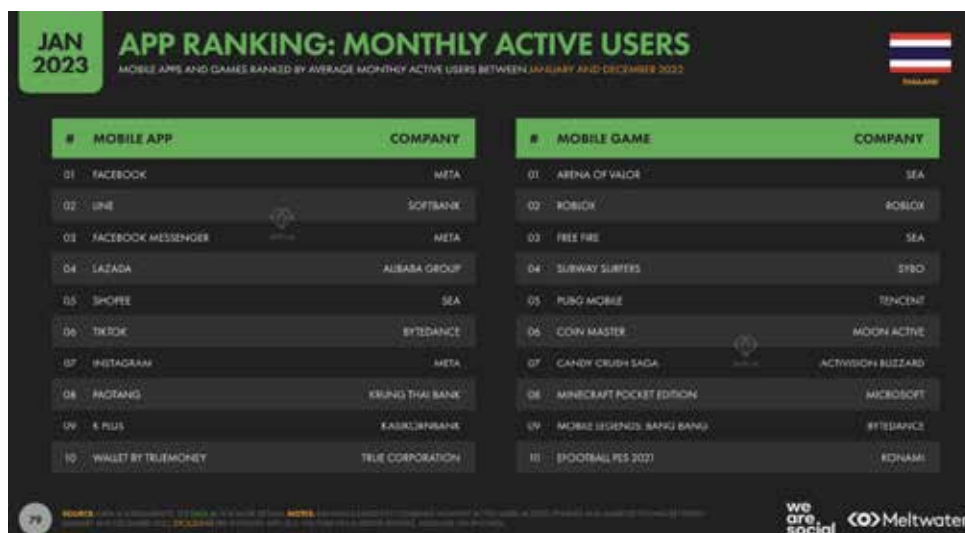 JAN
2023
APP RANKING: MONTHLY ACTIVE USERS
MOBILE APPS AND GAMES RANKED BY AVERAGE MONTHLY ACTIVE USERS BETWEEN JANUARY AND DECEMBER 2022
THAILAND
# MOBILE APP COMPANY
01 FACEBOOK META
02 LINE SOFTBANK
03 FACEBOOK MESSENGER META
04 LAZADA ALIBABA GROUP
05 SHOPEE SEA
06 TIKTOK BYTEDANCE
07 INSTAGRAM META
08 PAOTANG KRUNG THAI BANK
09 K PLUS KASIKORNBANK
10 WALLET BY TRUEMONEY TRUE CORPORATION
# MOBILE GAME COMPANY
01 ARENA OF VALOR SEA
02 ROBLOX ROBLOX
03 FREE FIRE SEA
04 SUBWAY SURFERS SYBO
05 PUBG MOBILE TENCENT
06 COIN MASTER MOON ACTIVE
07 CANDY CRUSH SAGA ACTIVISION BLIZZARD
08 MINECRAFT POCKET EDITION MICROSOFT
09 MOBILE LEGENDS: BANG BANG BYTEDANCE
10 EFOOTBALL PES 2021 KONAMI
79
SOURCE:
NOTES:
we
are.
social
Meltwater